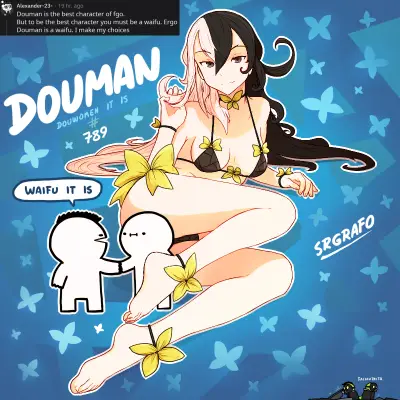 Alexander-23- · 19 hr. ago
Douman is the best character of fgo.
But to be the best character you must be a waifu. Ergo
Douman is a waifu. I make my choices
DOUMAN
DOUWOMEN IT IS
#
789
WAIFU IT IS
SRGRAFO